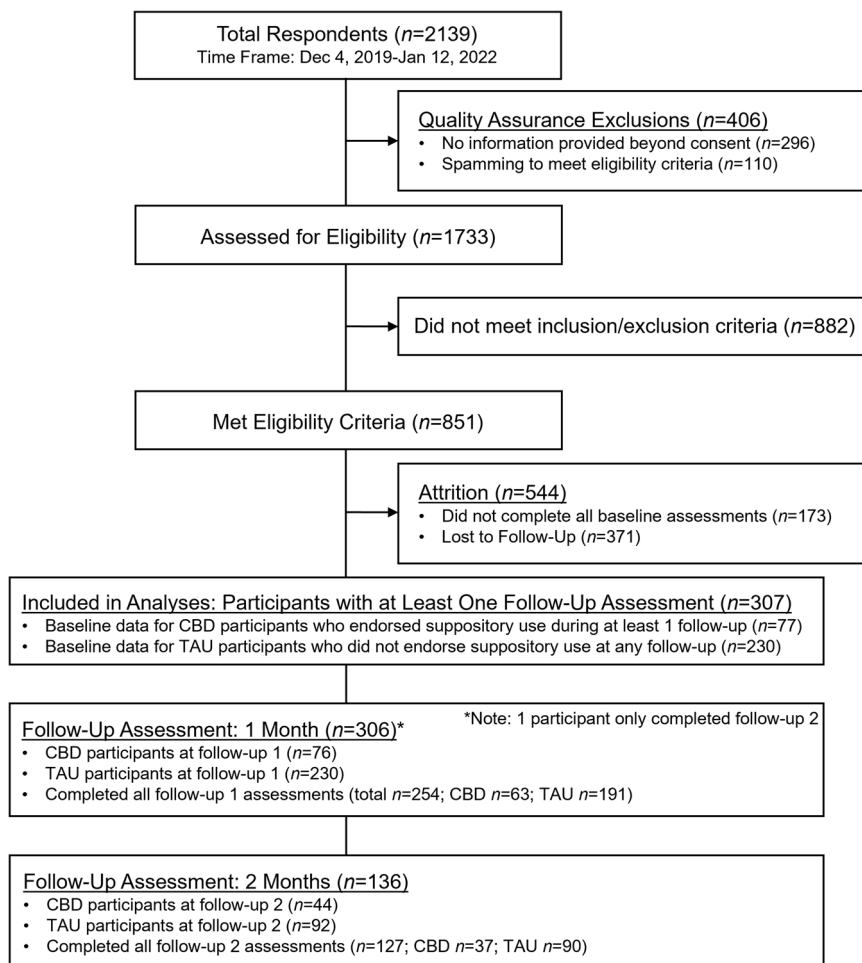 Total Respondents (n=2139)
Time Frame: Dec 4, 2019-Jan 12, 2022
Quality Assurance Exclusions (n=406)
• No information provided beyond consent (n=296)
• Spamming to meet eligibility criteria (n=110)
Assessed for Eligibility (n=1733)
Did not meet inclusion/exclusion criteria (n=882)
Met Eligibility Criteria (n=851)
Attrition (n=544)
• Did not complete all baseline assessments (n=173)
• Lost to Follow-Up (n=371)
Included in Analyses: Participants with at Least One Follow-Up Assessment (n=307)
• Baseline data for CBD participants who endorsed suppository use during at least 1 follow-up (n=77)
• Baseline data for TAU participants who did not endorse suppository use at any follow-up (n=230)
*Note: 1 participant only completed follow-up 2
Follow-Up Assessment: 1 Month (n=306)*
• CBD participants at follow-up 1 (n=76)
• TAU participants at follow-up 1 (n=230)
• Completed all follow-up 1 assessments (total n=254; CBD n=63; TAU n=191)
Follow-Up Assessment: 2 Months (n=136)
• CBD participants at follow-up 2 (n=44)
• TAU participants at follow-up 2 (n=92)
• Completed all follow-up 2 assessments (n=127; CBD n=37; TAU n=90)